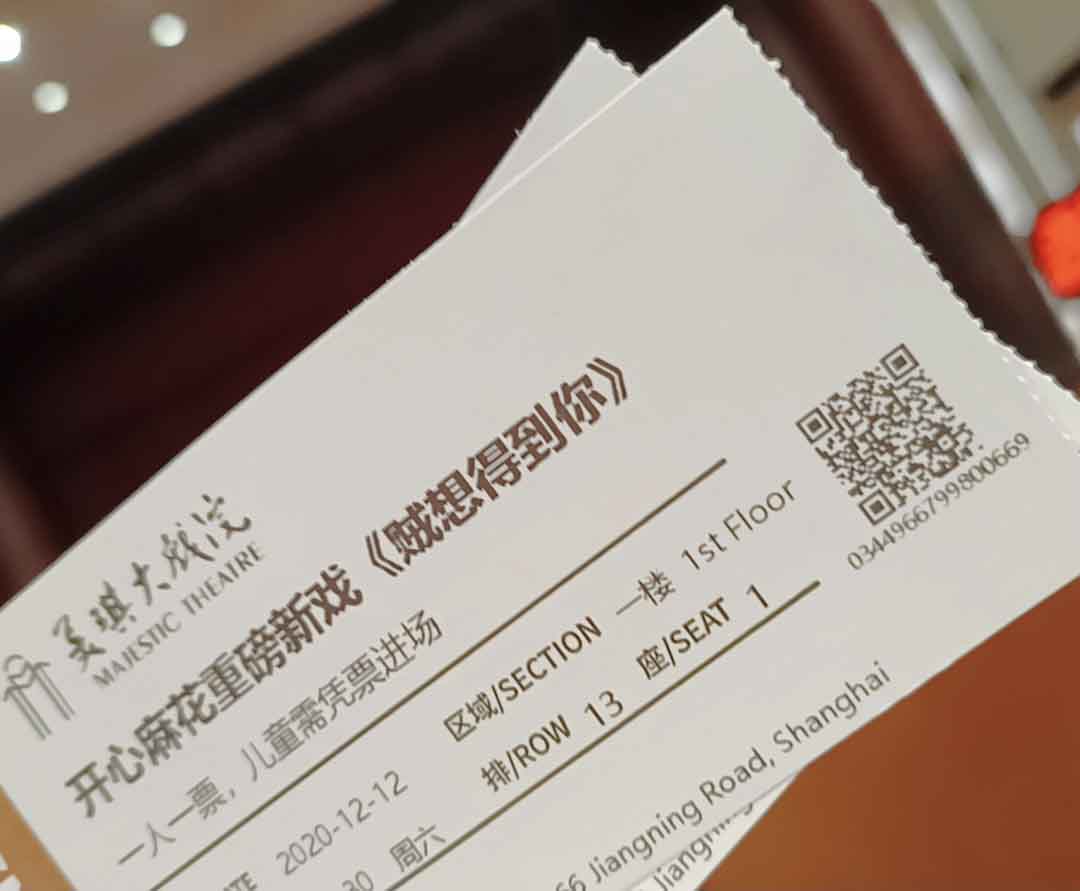 美琪大戏院
MAJESTIC THEATRE
开心麻花重磅新戏《贼想得到你》
一人一票，儿童需凭票进场
2020-12-12
30 周六
区域/SECTION 一楼 1st Floor
排/ROW 13 座/SEAT 1
0344966799800669
66 Jiangning Road, Shanghai